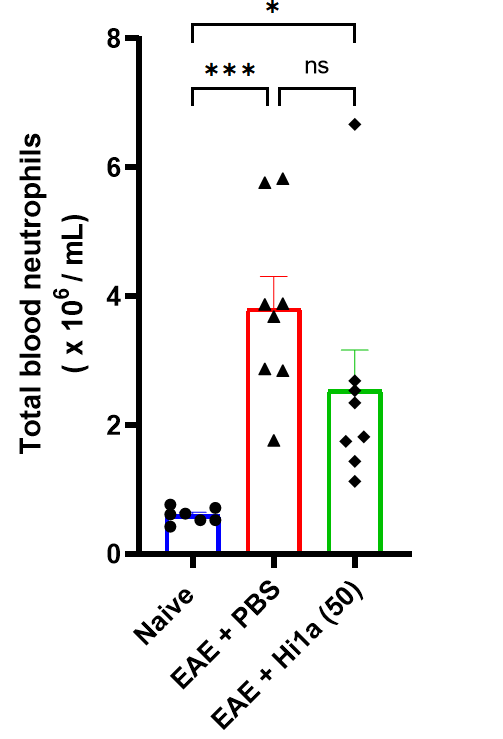 *
*** ns
8
6
4
2
0
Total blood neutrophils
( x 10⁶ / mL)
Naive
EAE + PBS
EAE + Hi1a (50)